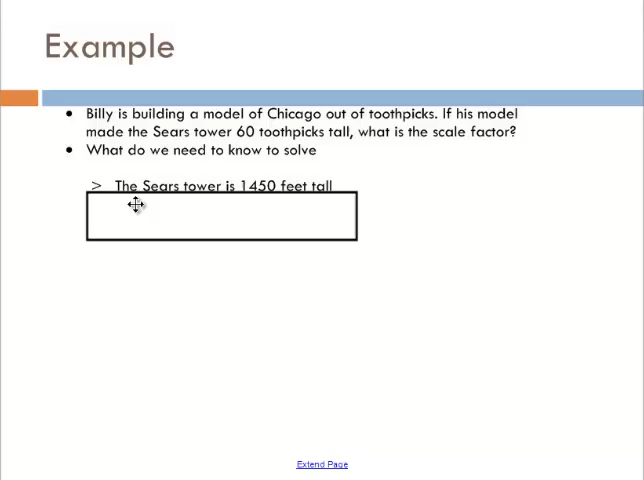 Example
• Billy is building a model of Chicago out of toothpicks. If his model
made the Sears tower 60 toothpicks tall, what is the scale factor?
• What do we need to know to solve
> The Sears tower is 1450 feet tall
Extend Page